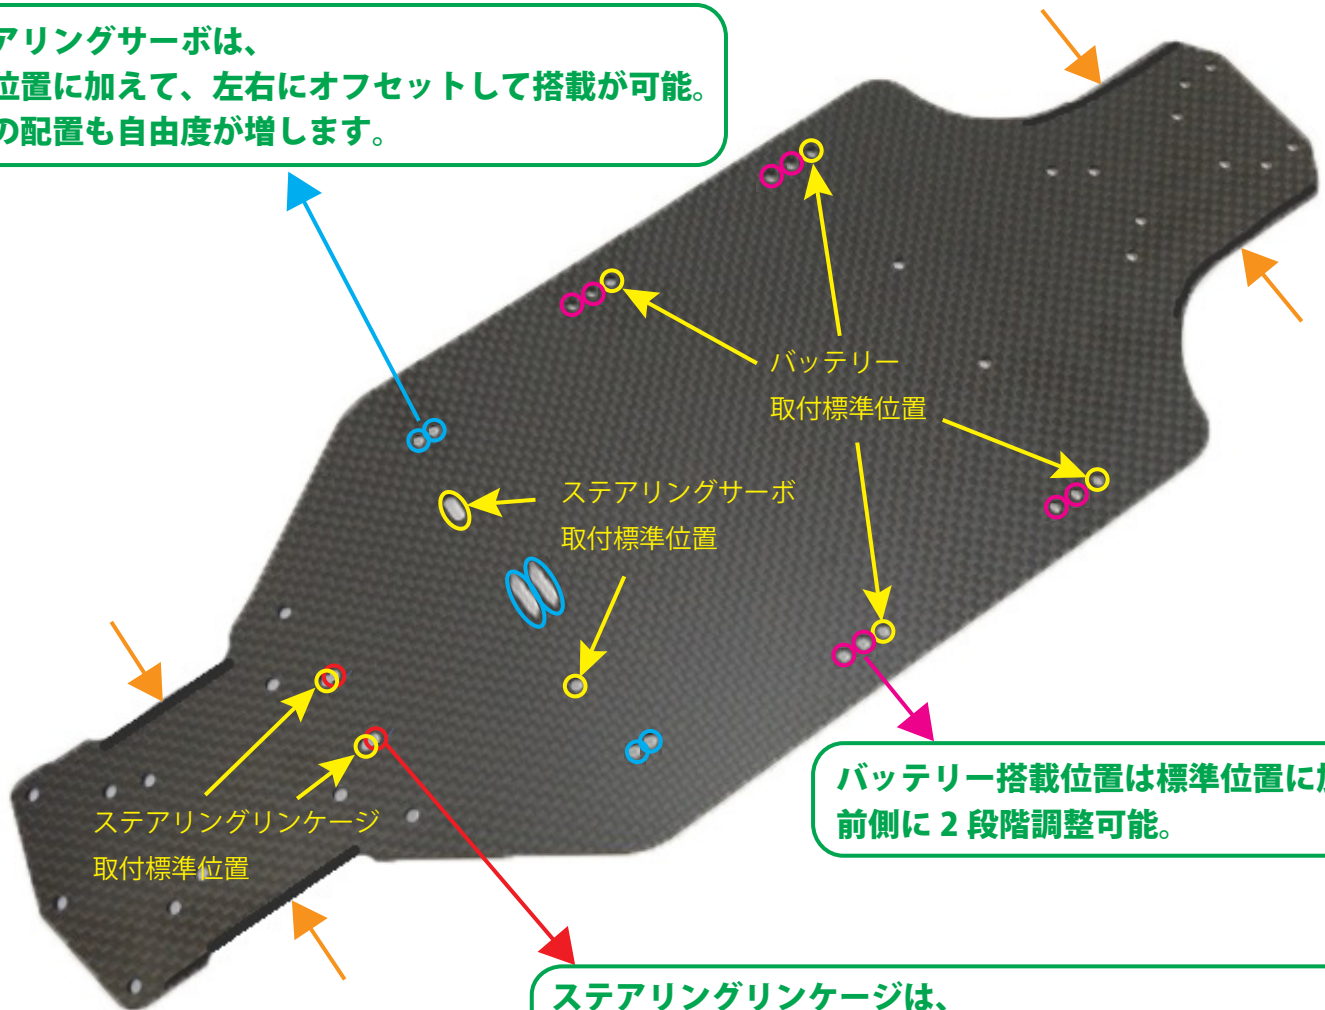 アリングサーボは、
位置に加えて、左右にオフセットして搭載が可能。
の配置も自由度が増します。
バッテリー
取付標準位置
ステアリングサーボ
取付標準位置
バッテリー搭載位置は標準位置に
前側に 2 段階調整可能。
ステアリングリンケージ
取付標準位置
ステアリングリンケージは、